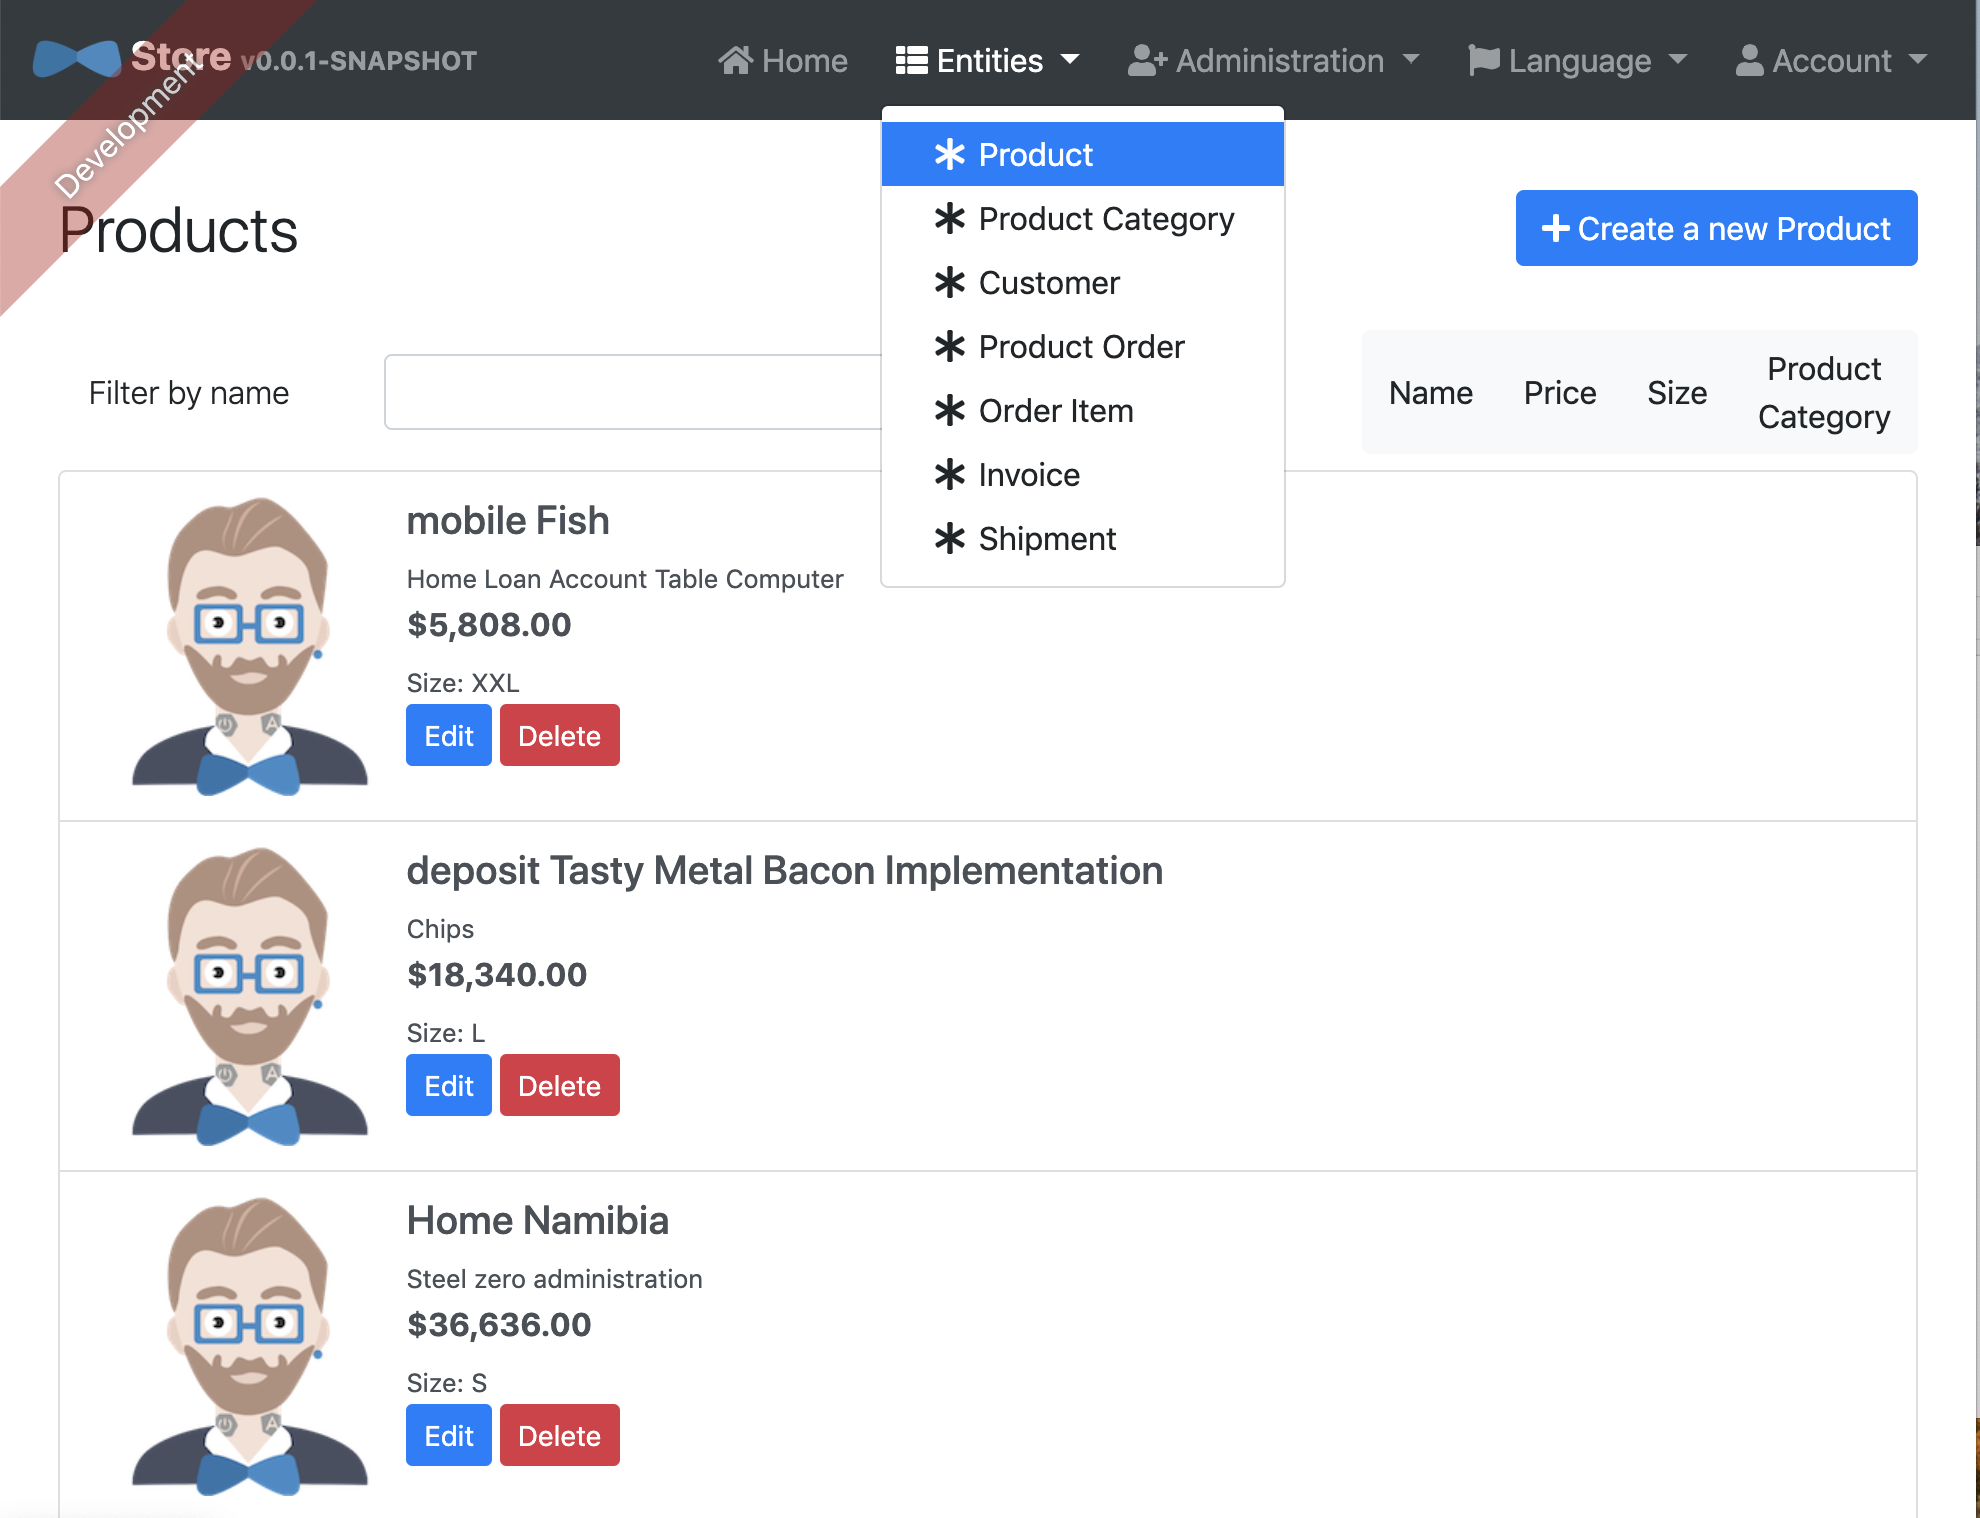 Store v0.0.1-SNAPSHOT
Home
Entities
Administration
Language
Account
Development
Product
Product Category
Customer
Product Order
Order Item
Invoice
Shipment
Products
Create a new Product
Filter by name
Name
Price
Size
Product
Category
mobile Fish
Home Loan Account Table Computer
$5,808.00
Size: XXL
Edit
Delete
deposit Tasty Metal Bacon Implementation
Chips
$18,340.00
Size: L
Edit
Delete
Home Namibia
Steel zero administration
$36,636.00
Size: S
Edit
Delete